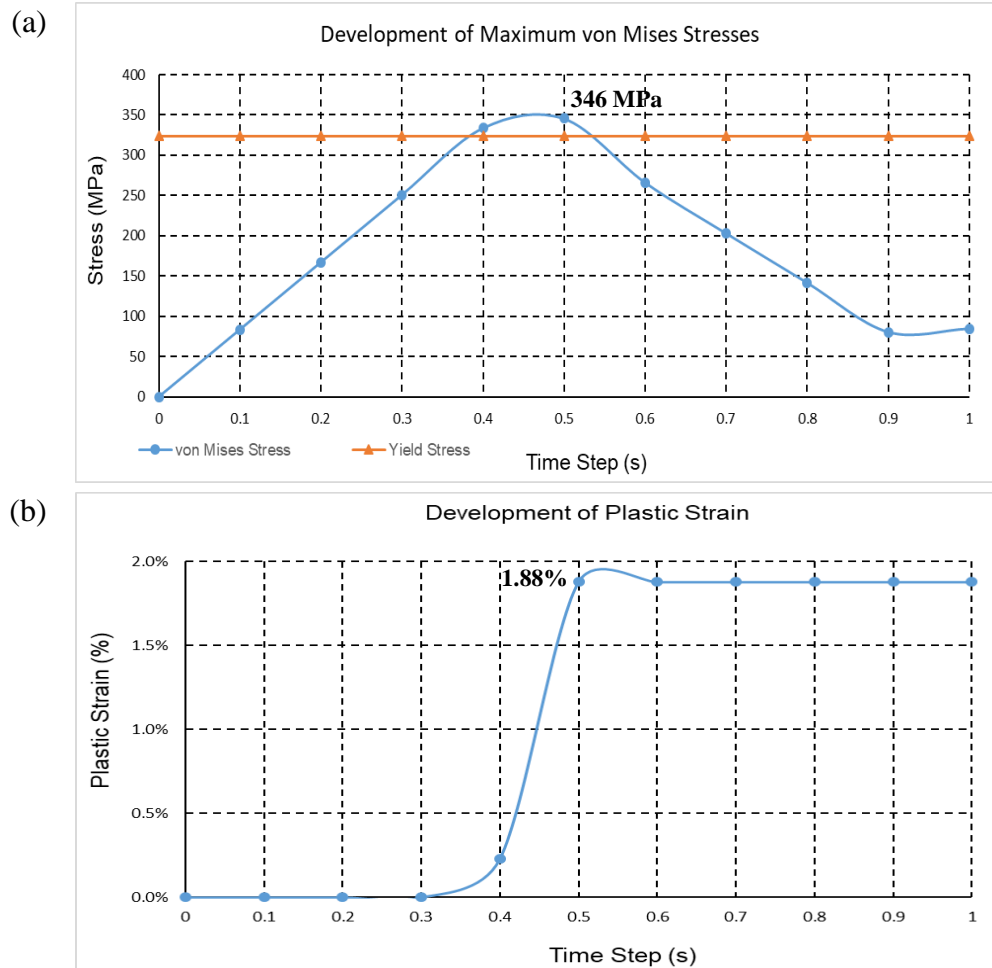 (a)
Development of Maximum von Mises Stresses
346 MPa
Stress (MPa)
400
350
300
250
200
150
100
50
0
0 0.1 0.2 0.3 0.4 0.5 0.6 0.7 0.8 0.9 1
von Mises Stress Yield Stress
Time Step (s)
(b)
Development of Plastic Strain
1.88%
Plastic Strain (%)
2.0%
1.5%
1.0%
0.5%
0.0%
0 0.1 0.2 0.3 0.4 0.5 0.6 0.7 0.8 0.9 1
Time Step (s)